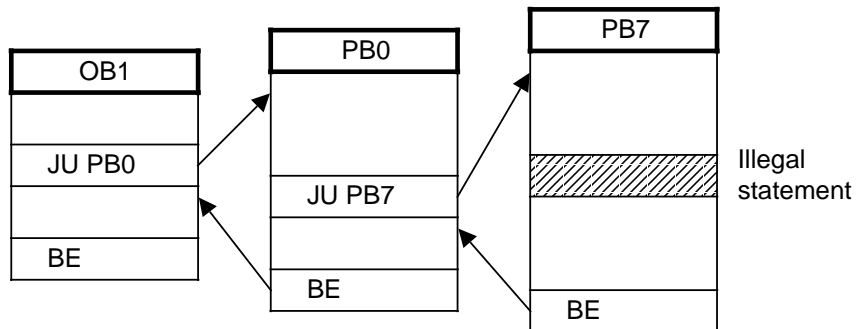 OB1
JU PB0
BE
PB0
JU PB7
BE
PB7
Illegal
statement
BE